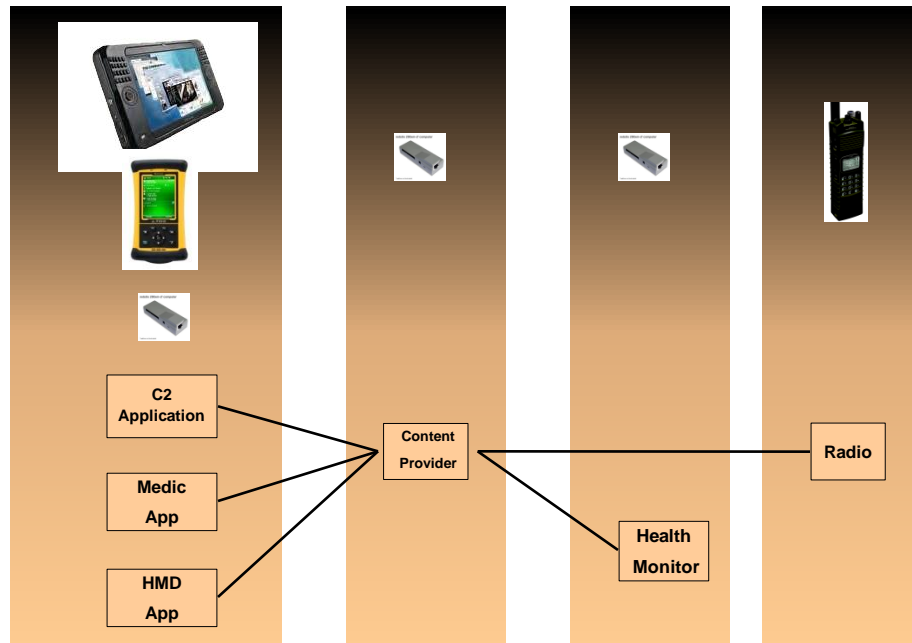 C2
Application
Medic
App
HMD
App
Content
Provider
Health
Monitor
Radio